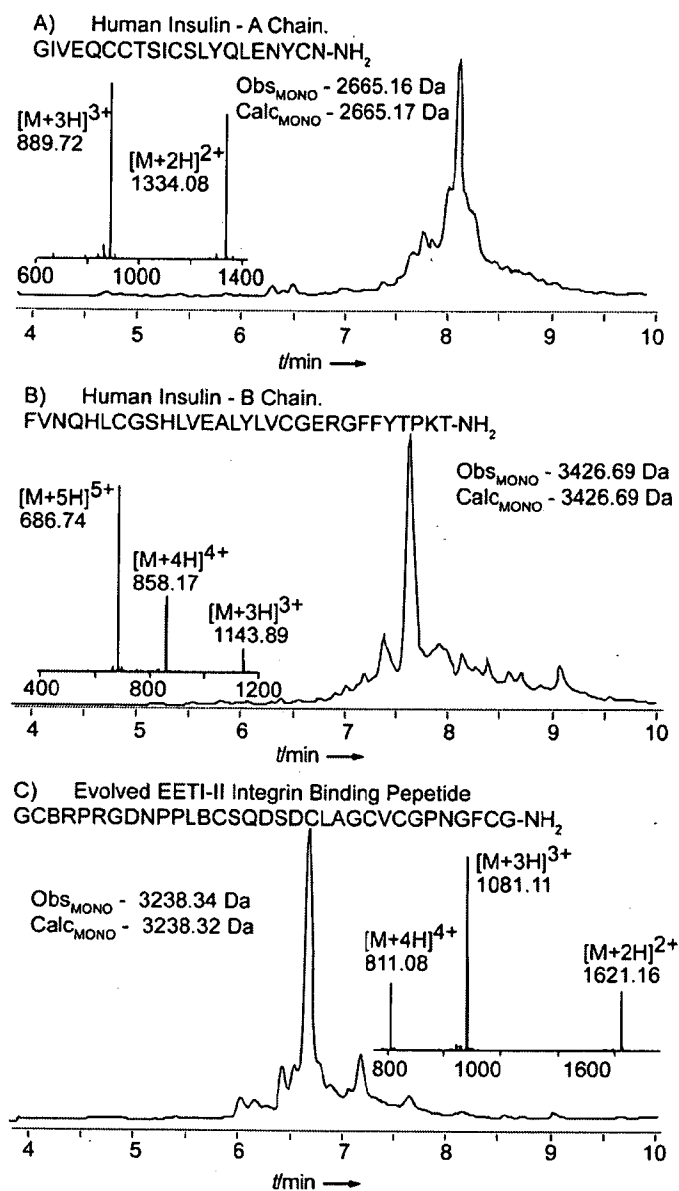 A) Human Insulin - A Chain.
GIVEQCCTSICSLYQLENYCN-NH2
ObsMONO - 2665.16 Da
CalcMONO - 2665.17 Da
[M+3H]3+
889.72
[M+2H]2+
1334.08
600 1000 1400
4 5 6 7 8 9 10
t/min
B) Human Insulin - B Chain.
FVNQHLCGSHLVEALYLVCGERGFFYTPKT-NH2
ObsMONO - 3426.69 Da
CalcMONO - 3426.69 Da
[M+5H]5+
686.74
[M+4H]4+
858.17
[M+3H]3+
1143.89
400 800 1200
4 5 6 7 8 9 10
t/min
C) Evolved EETI-II Integrin Binding Pepetide
GCBRPRGDNPPLBCSQDSDCLAGCVCGPNGFCG-NH2
ObsMONO - 3238.34 Da
CalcMONO - 3238.32 Da
[M+3H]3+
1081.11
[M+4H]4+
811.08
[M+2H]2+
1621.16
800 1000 1600
4 5 6 7 8 9 10
t/min